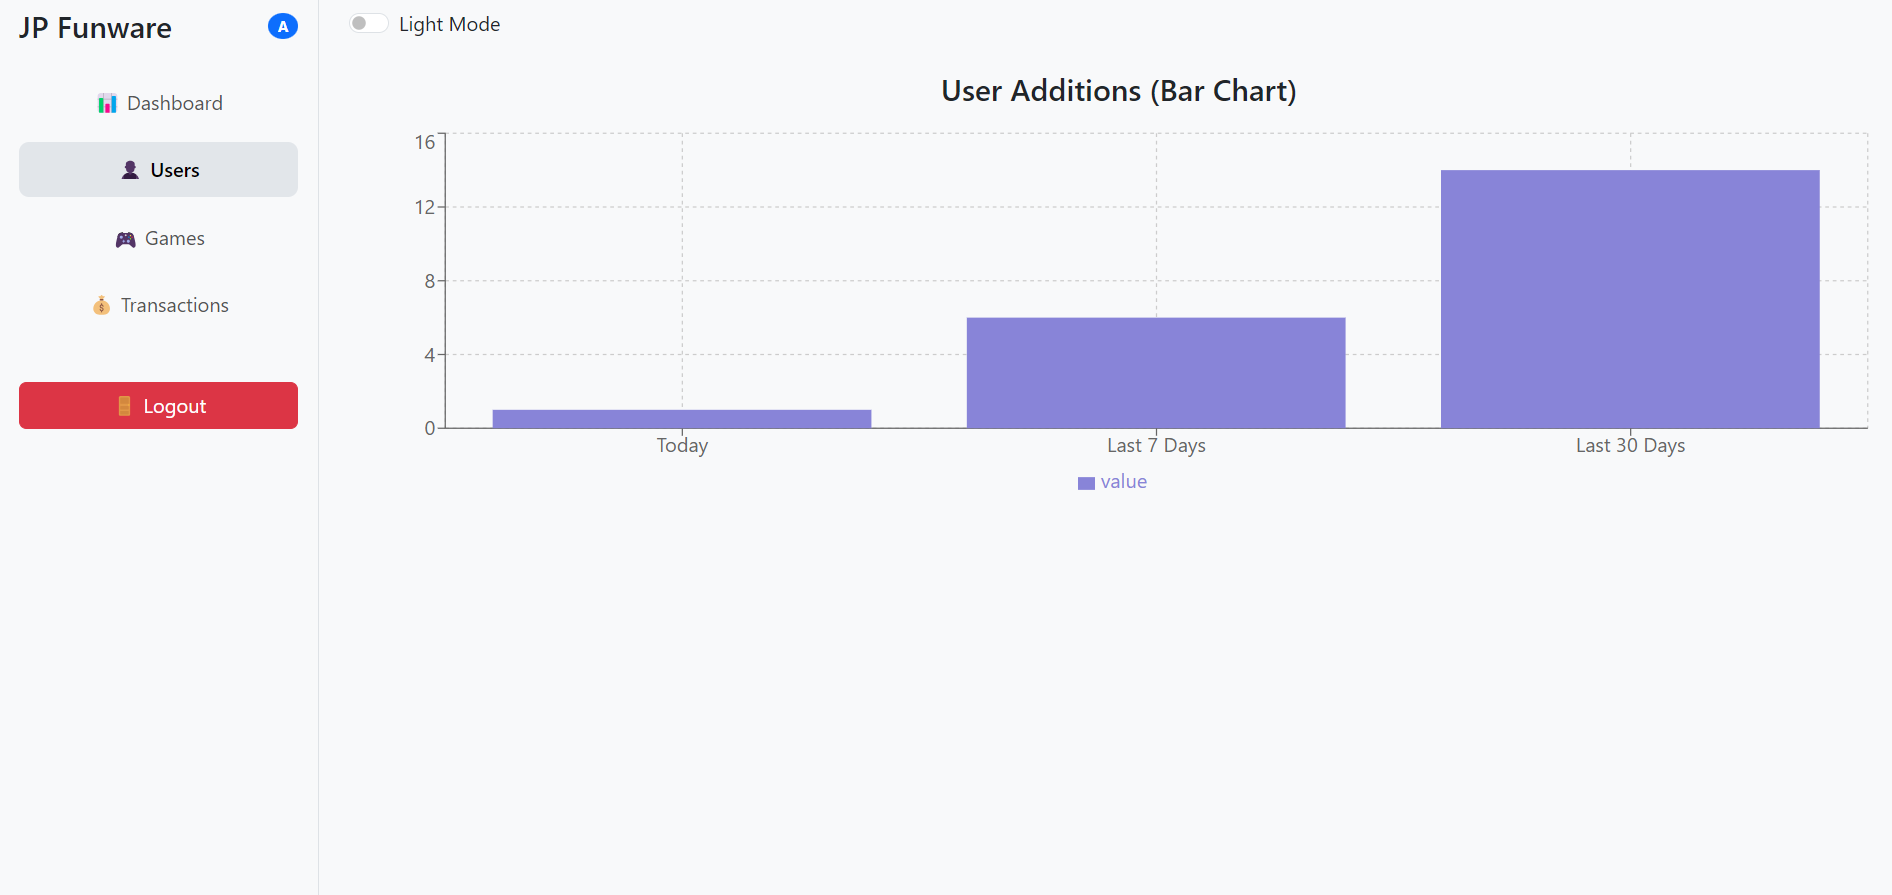 JP Funware
A
Dashboard
Users
Games
Transactions
Logout
Light Mode
User Additions (Bar Chart)
16
12
8
4
0
Today
Last 7 Days
Last 30 Days
value